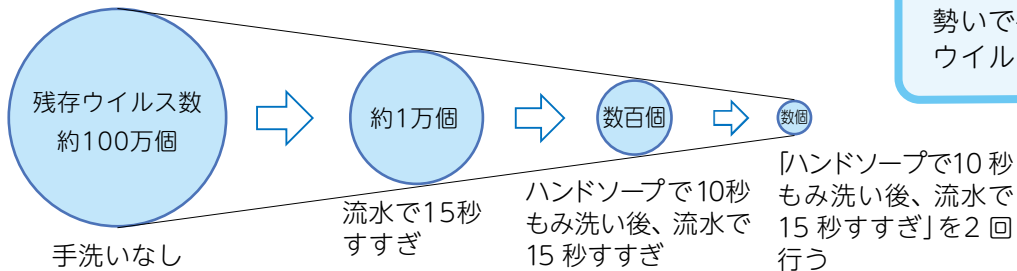 勢いで
ウイル
残存ウイルス数
約100万個
約1万個
数百個
数個
手洗いなし
流水で15秒
すすぎ
ハンドソープで10秒
もみ洗い後、流水で
15 秒すすぎ
「ハンドソープで10 秒
もみ洗い後、流水で
15 秒すすぎ」を2 回
行う